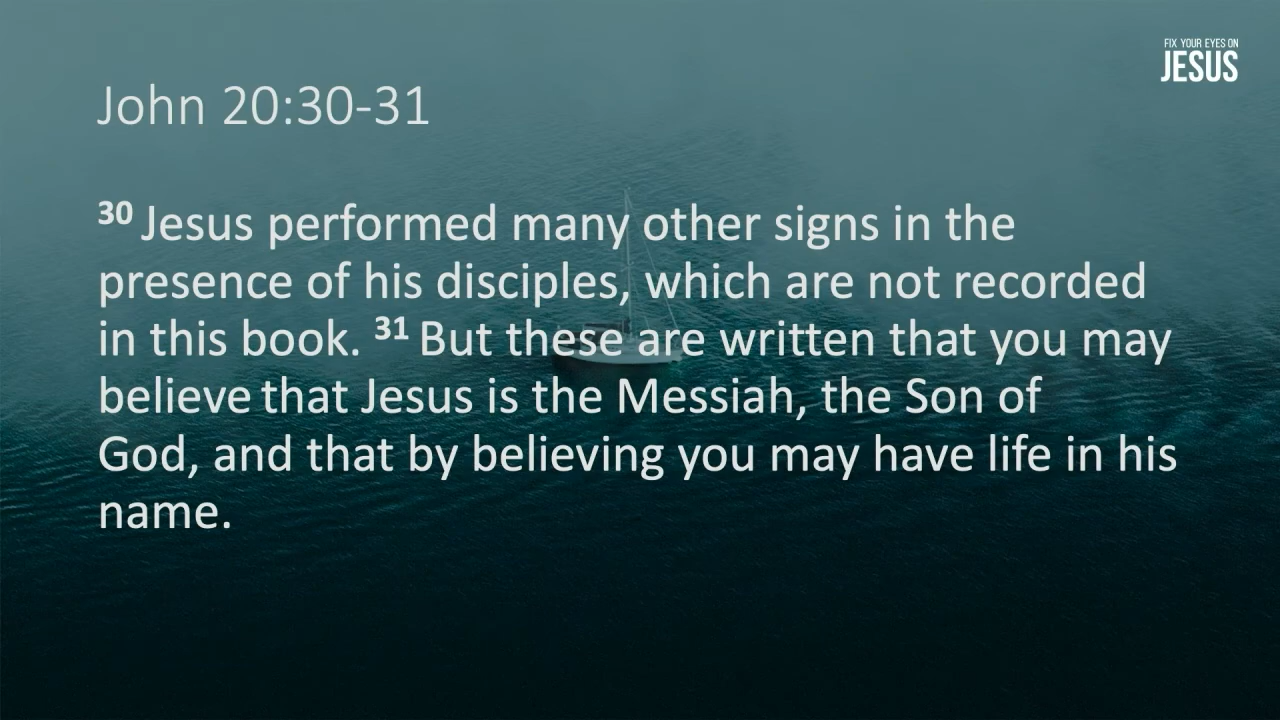 FIX YOUR EYES ON
JESUS
John 20:30-31
30 Jesus performed many other signs in the
presence of his disciples, which are not recorded
in this book. 31 But these are written that you may
believe that Jesus is the Messiah, the Son of
God, and that by believing you may have life in his
name.